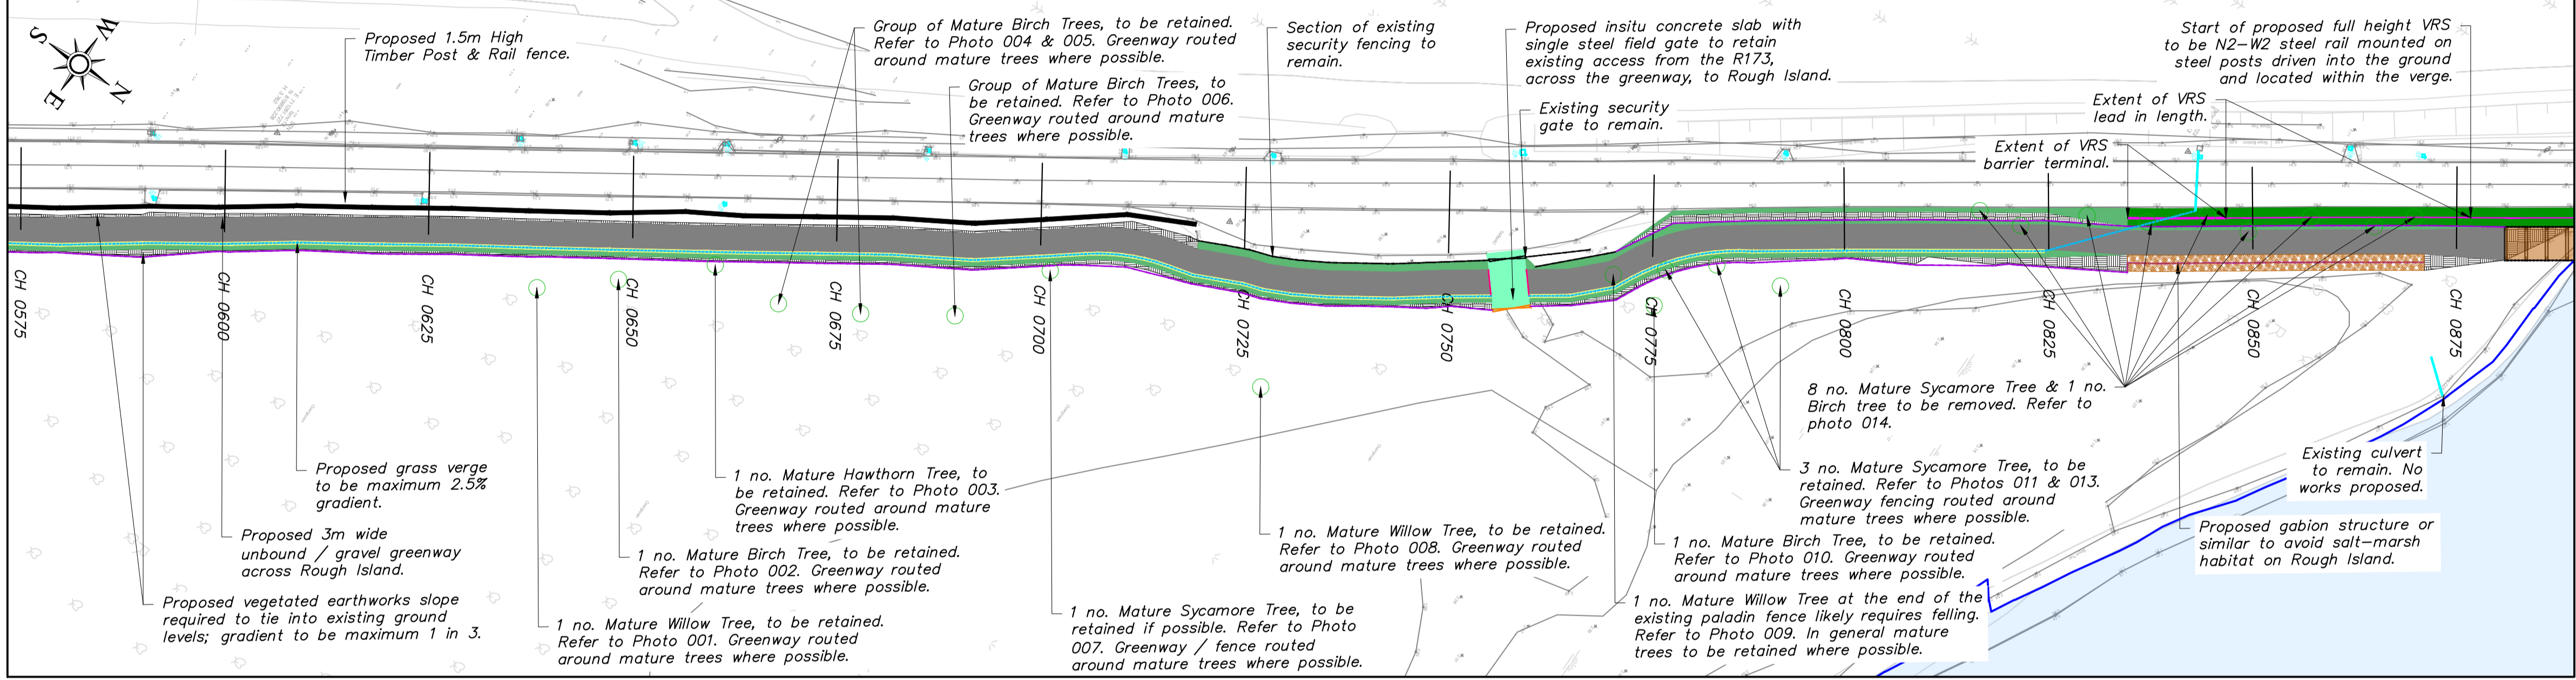 S
W
E
N
Proposed 1.5m High
Timber Post & Rail fence.
Group of Mature Birch Trees, to be retained.
Refer to Photo 004 & 005. Greenway routed
around mature trees where possible.
Group of Mature Birch Trees, to
be retained. Refer to Photo 006.
Greenway routed around mature
trees where possible.
Section of existing
security fencing to
remain.
Proposed insitu concrete slab with
single steel field gate to retain
existing access from the R173,
across the greenway, to Rough Island.
Existing security
gate to remain.
Start of proposed full height VRS
to be N2-W2 steel rail mounted on
steel posts driven into the ground
and located within the verge.
Extent of VRS
lead in length.
Extent of VRS
barrier terminal.
CH 0575
CH 0600
CH 0625
CH 0650
CH 0675
CH 0700
CH 0725
CH 0750
CH 0775
CH 0800
CH 0825
CH 0850
CH 0875
8 no. Mature Sycamore Tree & 1 no.
Birch tree to be removed. Refer to
photo 014.
Existing culvert
to remain. No
works proposed.
Proposed grass verge
to be maximum 2.5%
gradient.
1 no. Mature Hawthorn Tree, to
be retained. Refer to Photo 003.
Greenway routed around mature
trees where possible.
3 no. Mature Sycamore Tree, to be
retained. Refer to Photos 011 & 013.
Greenway fencing routed around
mature trees where possible.
Proposed 3m wide
unbound / gravel greenway
across Rough Island.
1 no. Mature Birch Tree, to be retained.
Refer to Photo 002. Greenway routed
around mature trees where possible.
1 no. Mature Willow Tree, to be retained.
Refer to Photo 008. Greenway routed
around mature trees where possible.
1 no. Mature Birch Tree, to be retained.
Refer to Photo 010. Greenway routed
around mature trees where possible.
Proposed gabion structure or
similar to avoid salt-marsh
habitat on Rough Island.
Proposed vegetated earthworks slope
required to tie into existing ground
levels; gradient to be maximum 1 in 3.
1 no. Mature Willow Tree, to be retained.
Refer to Photo 001. Greenway routed
around mature trees where possible.
1 no. Mature Sycamore Tree, to be
retained if possible. Refer to Photo
007. Greenway / fence routed
around mature trees where possible.
1 no. Mature Willow Tree at the end of the
existing paladin fence likely requires felling.
Refer to Photo 009. In general mature
trees to be retained where possible.